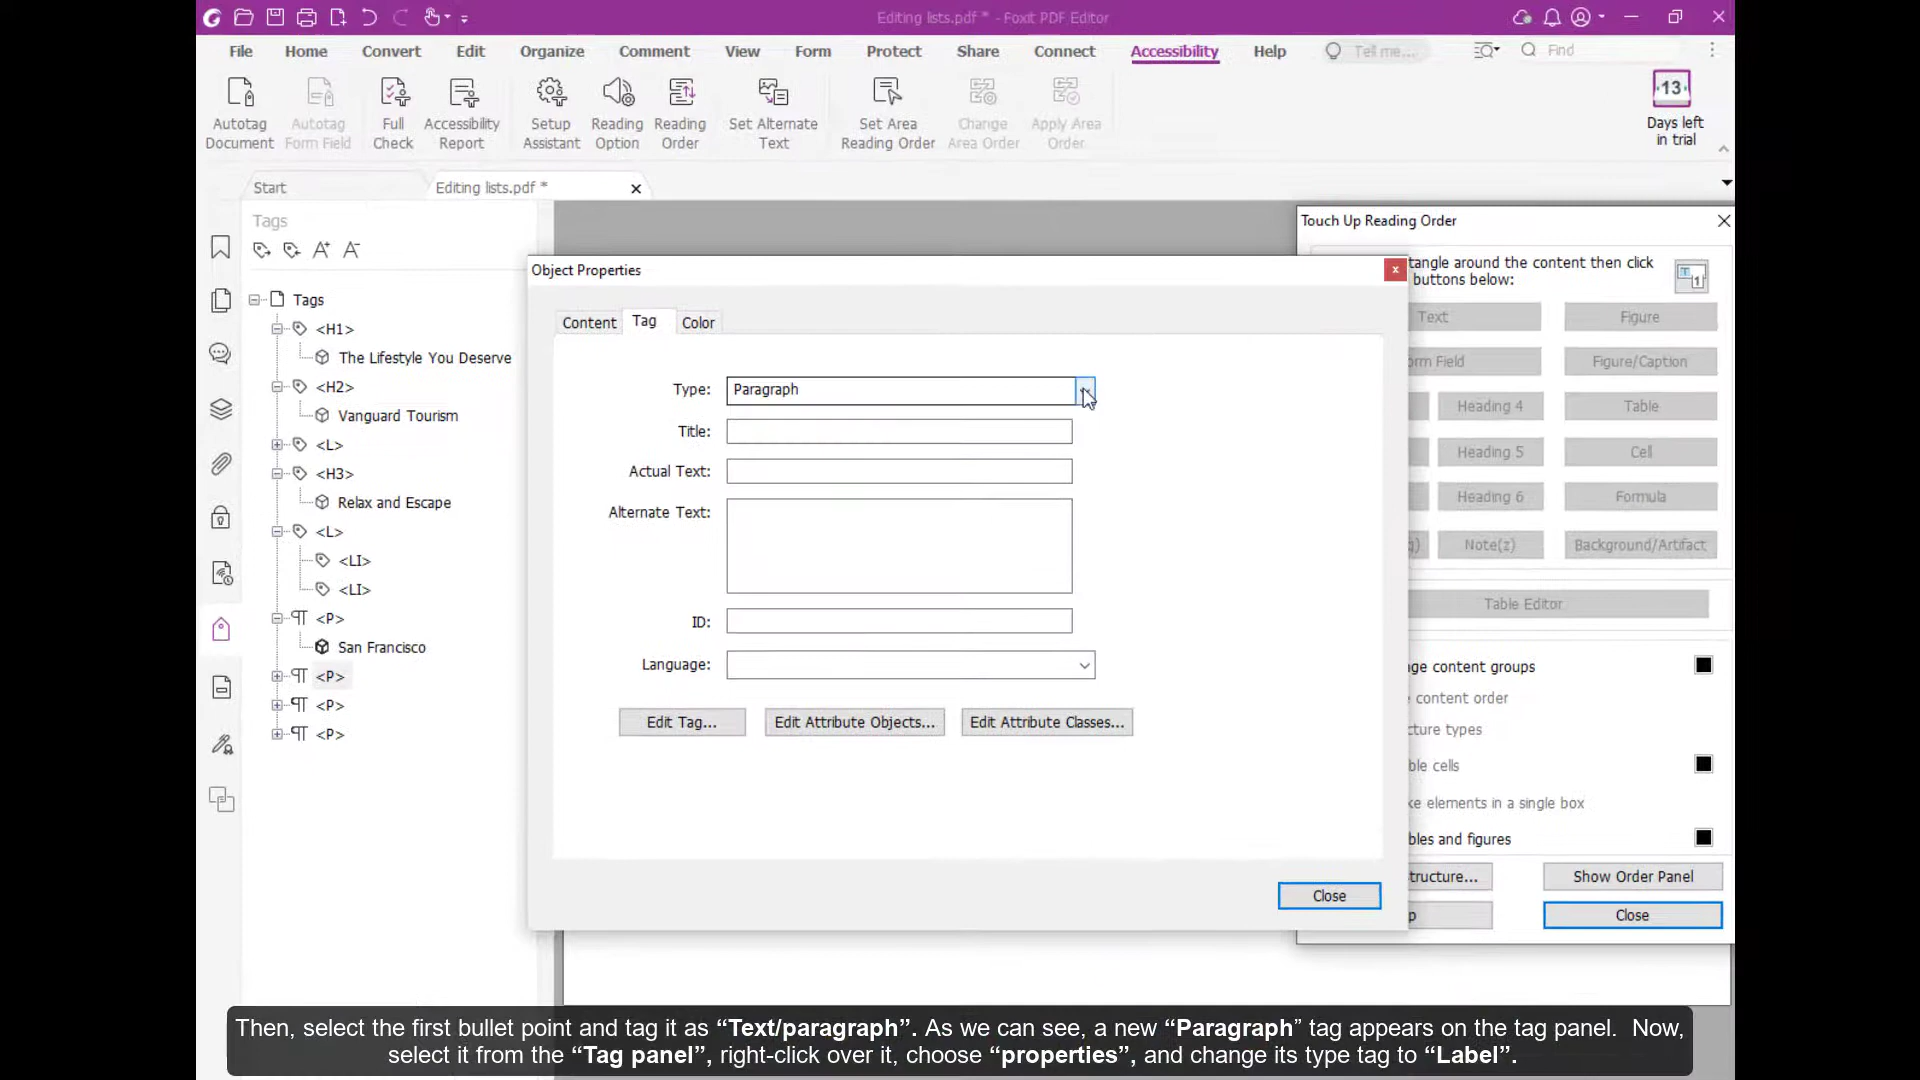 Editing lists.pdf * - Foxit PDF Editor
File Home Convert Edit Organize Comment View Form Protect Share Connect Accessibility Help Tell me... Find
Autotag Document
Autotag Form Field
Full Check
Accessibility Report
Setup Assistant
Reading Option
Reading Order
Set Alternate Text
Set Area Reading Order
Change Area Order
Apply Area Order
13
Days left in trial
Start
Editing lists.pdf *
Tags
Tags
<H1>
The Lifestyle You Deserve
<H2>
Vanguard Tourism
<L>
<H3>
Relax and Escape
<L>
<LI>
<LI>
<P>
San Francisco
<P>
<P>
<P>
Object Properties
Content Tag Color
Type: Paragraph
Title:
Actual Text:
Alternate Text:
ID:
Language:
Edit Tag... Edit Attribute Objects... Edit Attribute Classes...
Close
Touch Up Reading Order
tangle around the content then click
buttons below:
Text Figure
orm Field Figure/Caption
Heading 4 Table
Heading 5 Cell
Heading 6 Formula
Note(z) Background/Artifact
Table Editor
ge content groups
content order
cture types
ble cells
ke elements in a single box
bles and figures
tructure... Show Order Panel
p Close
Then, select the first bullet point and tag it as “Text/paragraph”. As we can see, a new “Paragraph” tag appears on the tag panel. Now,
select it from the “Tag panel”, right-click over it, choose “properties”, and change its type tag to “Label”.